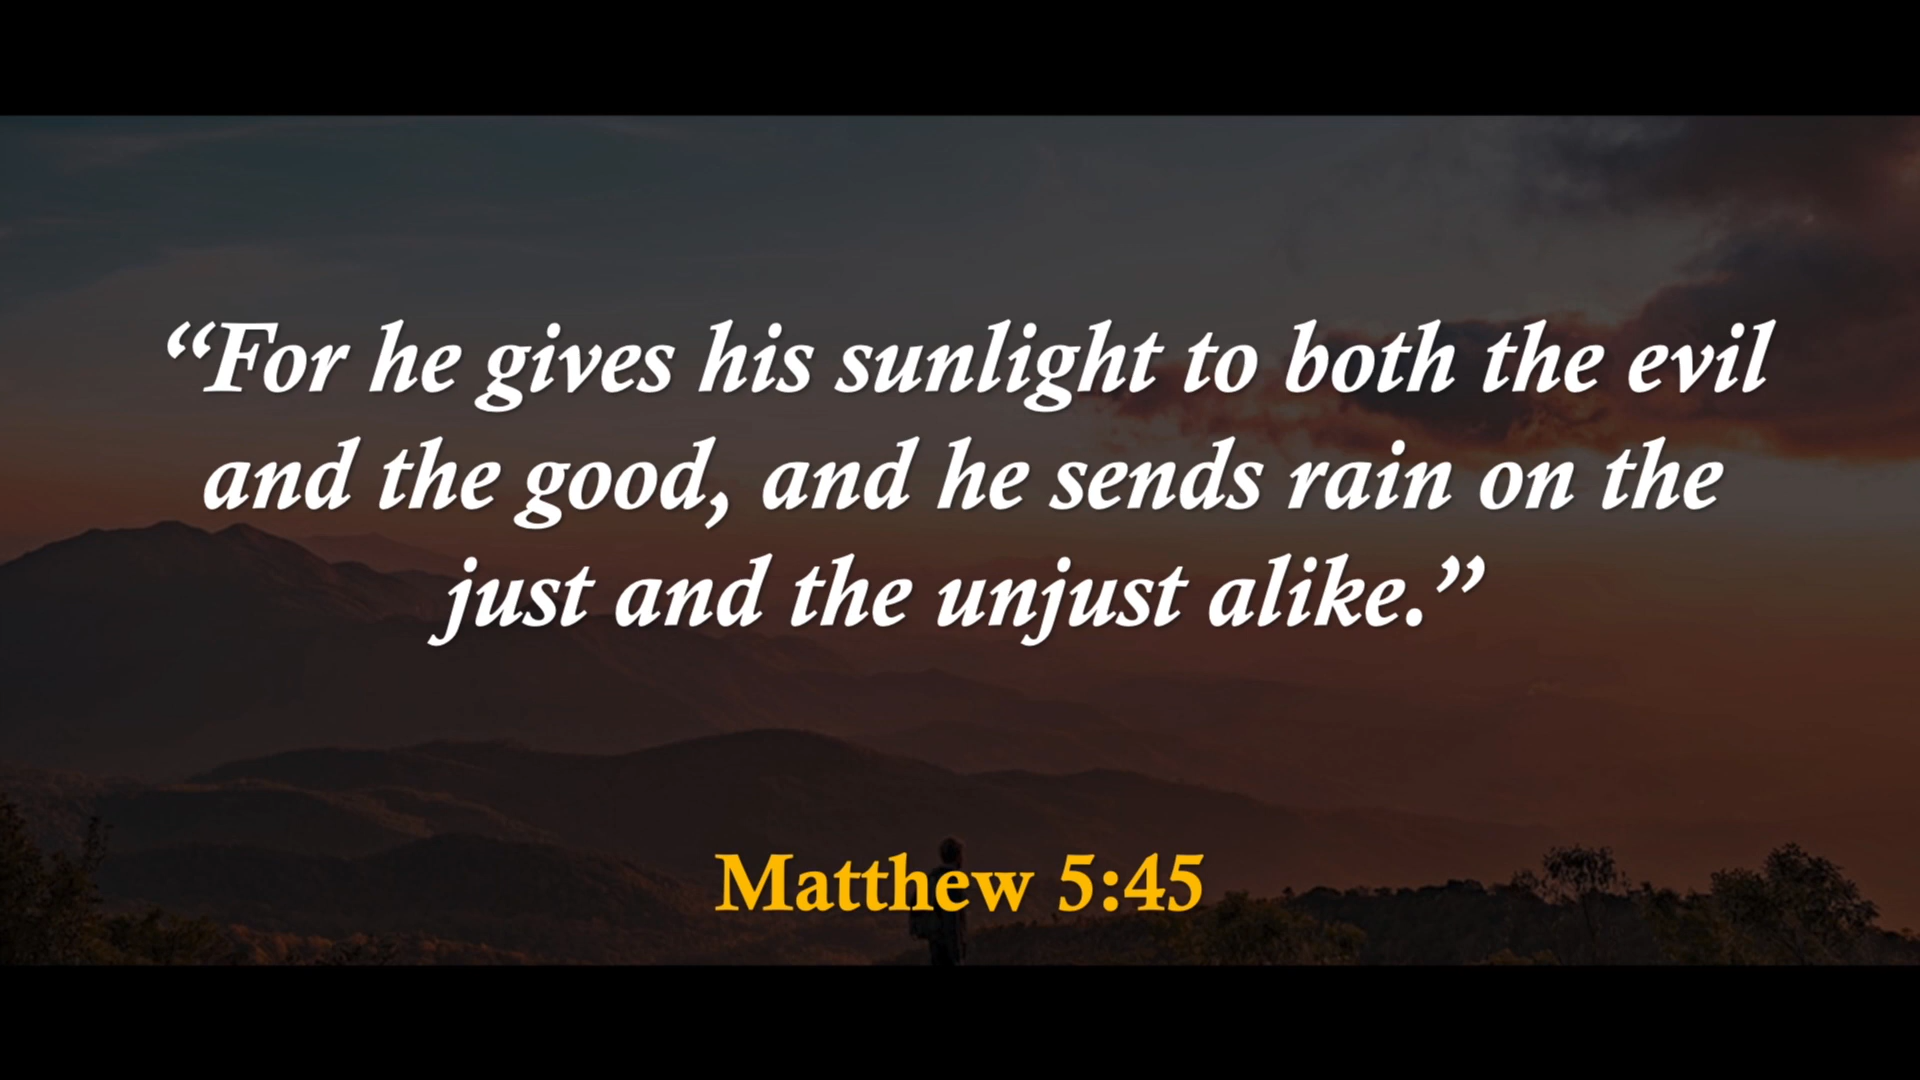 “For he gives his sunlight to both the evil
and the good, and he sends rain on the
just and the unjust alike.”
Matthew 5:45